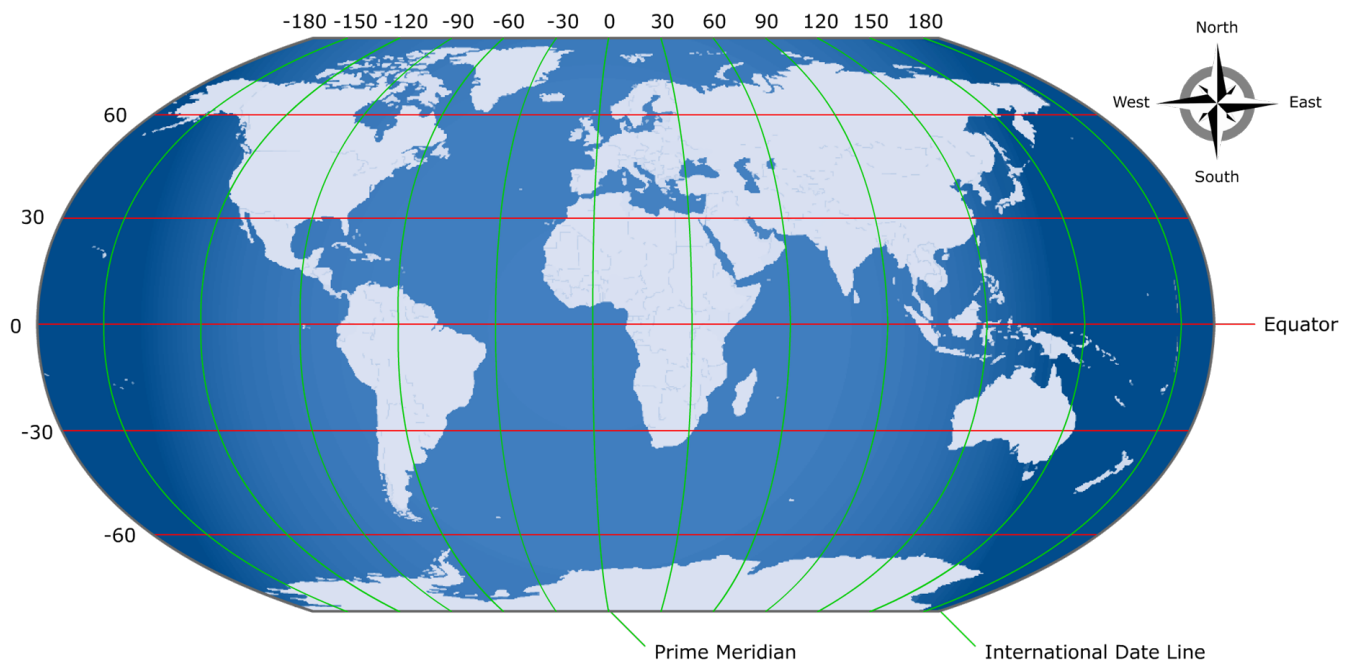 -180 -150 -120 -90 -60 -30 0 30 60 90 120 150 180
North
West East
South
60
30
0
Equator
-30
-60
Prime Meridian
International Date Line